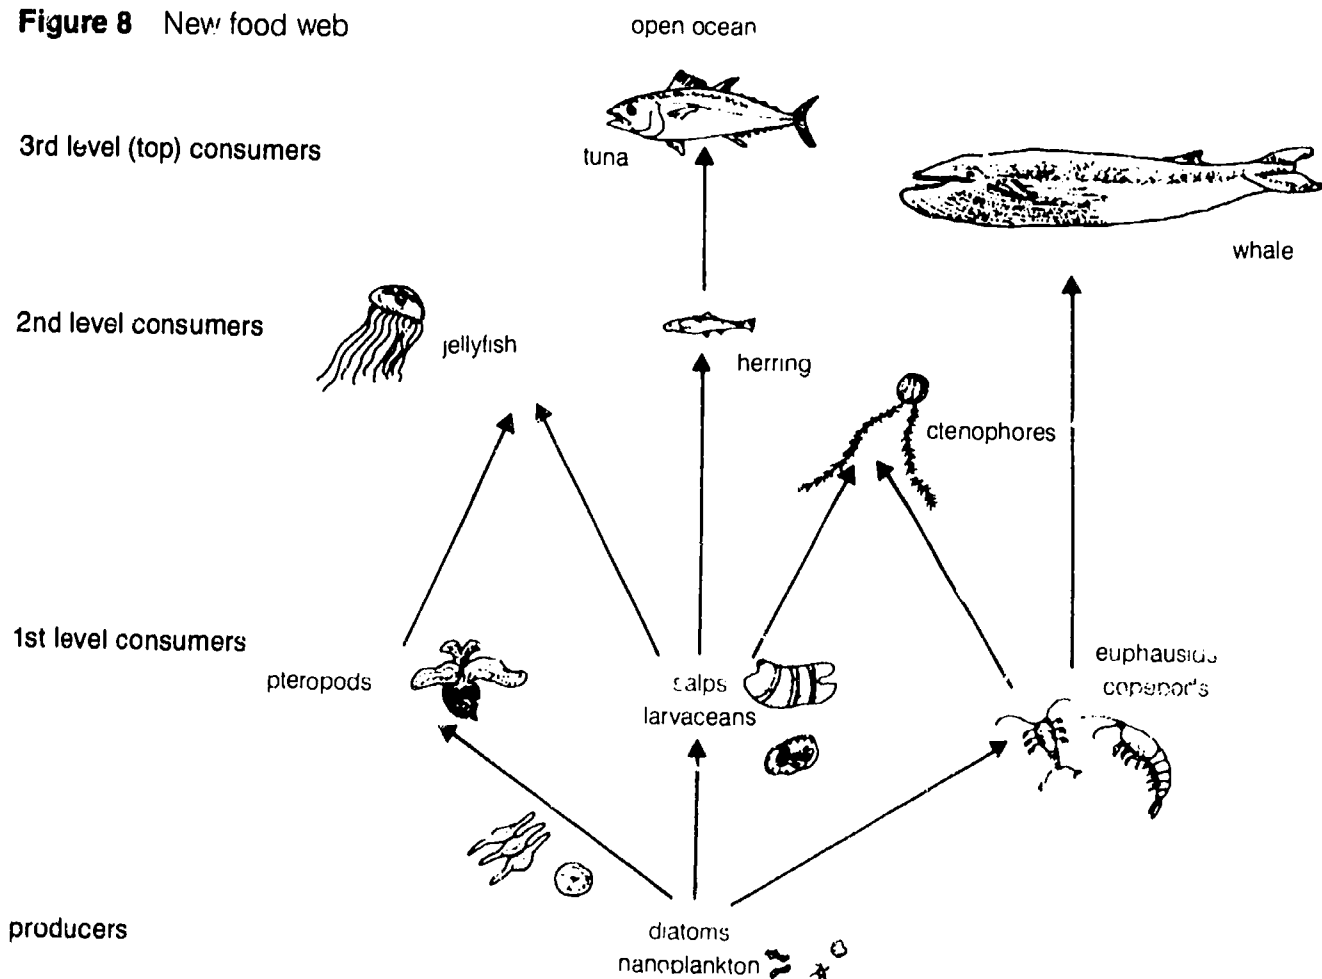 Figure 8 New food web
open ocean
3rd level (top) consumers
tuna
whale
2nd level consumers
jellyfish
herring
ctenophores
1st level consumers
pteropods
salps
larvaceans
euphausids
copepods
producers
diatoms
nanoplankton